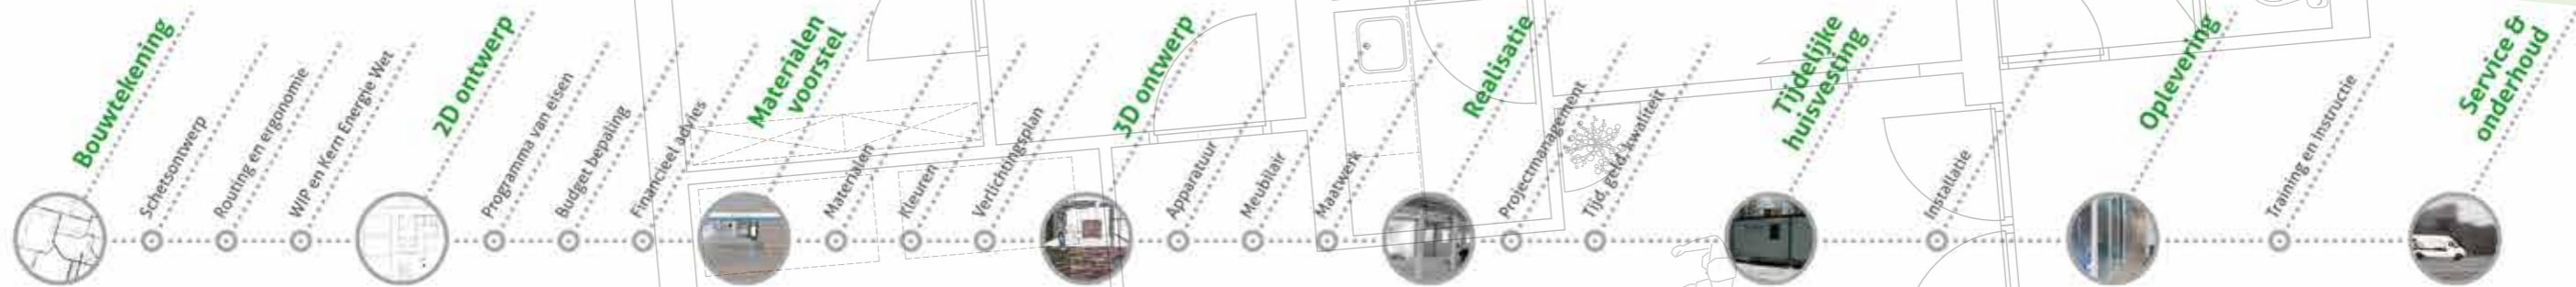 Bouwtekening
Schetsontwerp
Routing en ergonomie
WIP en Kern Energie Wet
2D ontwerp
Programma van eisen
Budget bepaling
Financieel advies
Materialen
voorstel
Materialen
Kleuren
Verlichtingsplan
3D ontwerp
Apparatuur
Meubilair
Maatwerk
Realisatie
Projectmanagement
Tijd, geld, kwaliteit
Tijdelijke
huisvesting
Installatie
Oplevering
Training en instructie
Service &
onderhoud